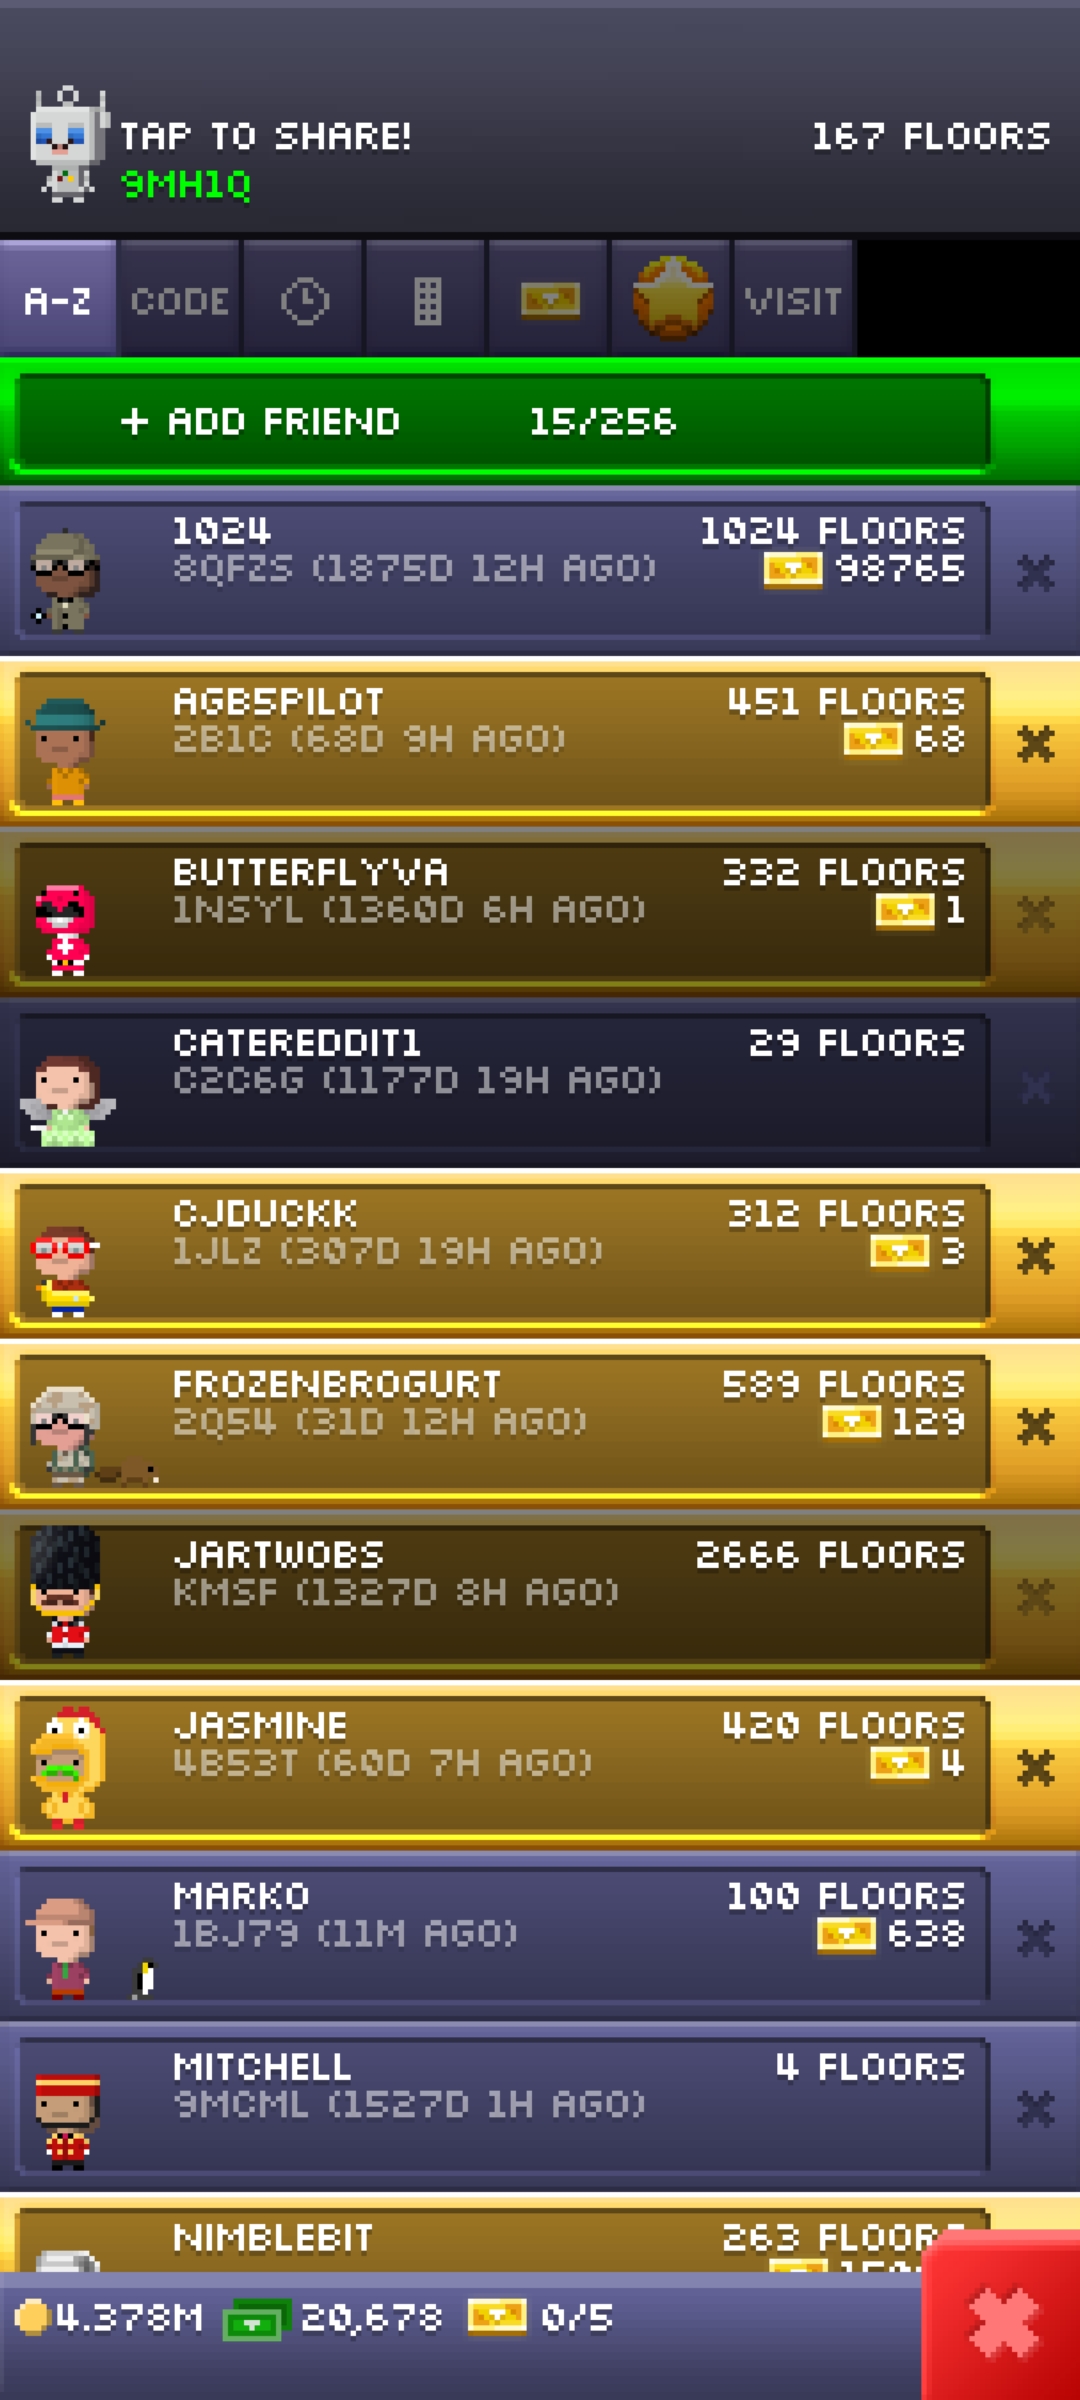 TAP TO SHARE! 167 FLOORS
9MH1Q
A-Z CODE VISIT
+ ADD FRIEND 15/256
1024 1024 FLOORS
8QFZS (1875D 12H AGO) 98765
AGB5PILOT 451 FLOORS
2B1C (68D 9H AGO) 68
BUTTERFLYVA 332 FLOORS
1NSYL (1360D 6H AGO) 1
CATEREDDIT1 29 FLOORS
C2C6G (1177D 19H AGO)
CJDUCKK 312 FLOORS
1JLZ (307D 19H AGO) 3
FROZENBROGURT 589 FLOORS
2Q54 (31D 12H AGO) 129
JARTWOBS 2666 FLOORS
KMSF (1327D 8H AGO)
JASMINE 420 FLOORS
4B53T (60D 7H AGO) 4
MARKO 100 FLOORS
1BJ79 (11M AGO) 638
MITCHELL 4 FLOORS
9MCML (1527D 1H AGO)
NIMBLEBIT 263 FLOORS
4.378M 20,678 0/5